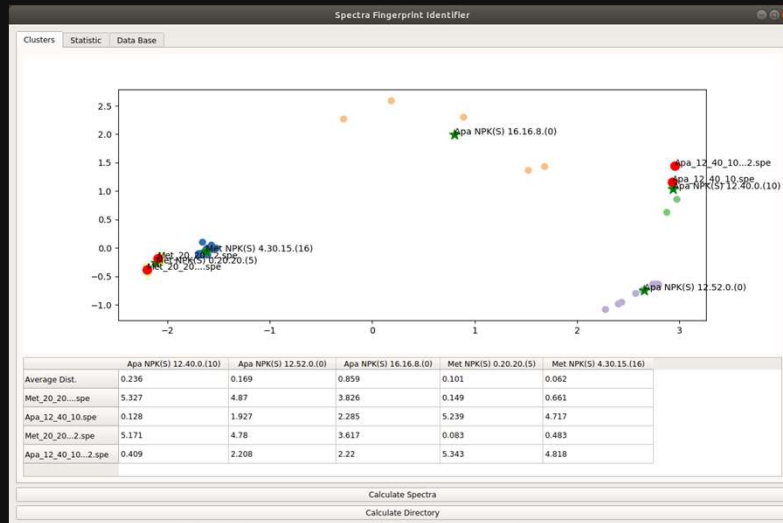 Spectra Fingerprint Identifier
Clusters Statistic Data Base
2.5
2.0
1.5
1.0
0.5
0.0
−0.5
−1.0
−2 −1 0 1 2 3
Apa NPK(S) 16.16.8.(0)
Apa_12_40_10...2.spe
Apa_12_40_10.spe
Apa NPK(S) 12.40.0.(10)
Met NPK(S) 4.30.15.(16)
Met_20_20...2.spe
Met NPK(S) 0.20.20.(5)
Met_20_20....spe
Apa NPK(S) 12.52.0.(0)
Apa NPK(S) 12.40.0.(10) Apa NPK(S) 12.52.0.(0) Apa NPK(S) 16.16.8.(0) Met NPK(S) 0.20.20.(5) Met NPK(S) 4.30.15.(16)
Average Dist. 0.236 0.169 0.859 0.101 0.062
Met_20_20....spe 5.327 4.87 3.826 0.149 0.661
Apa_12_40_10.spe 0.128 1.927 2.285 5.239 4.717
Met_20_20...2.spe 5.171 4.78 3.617 0.083 0.483
Apa_12_40_10...2.spe 0.409 2.208 2.22 5.343 4.818
Calculate Spectra
Calculate Directory